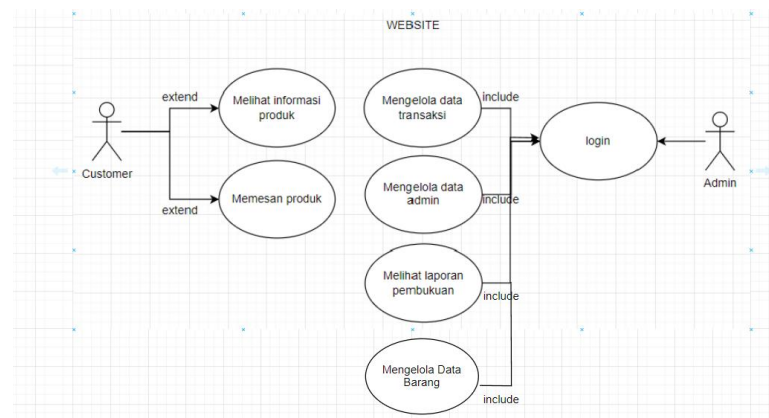 WEBSITE
extend
Melihat informasi
produk
Customer
extend
Memesan produk
Mengelola data
transaksi
include
Mengelola data
admin
include
Melihat laporan
pembukuan
include
Mengelola Data
Barang
include
login
Admin